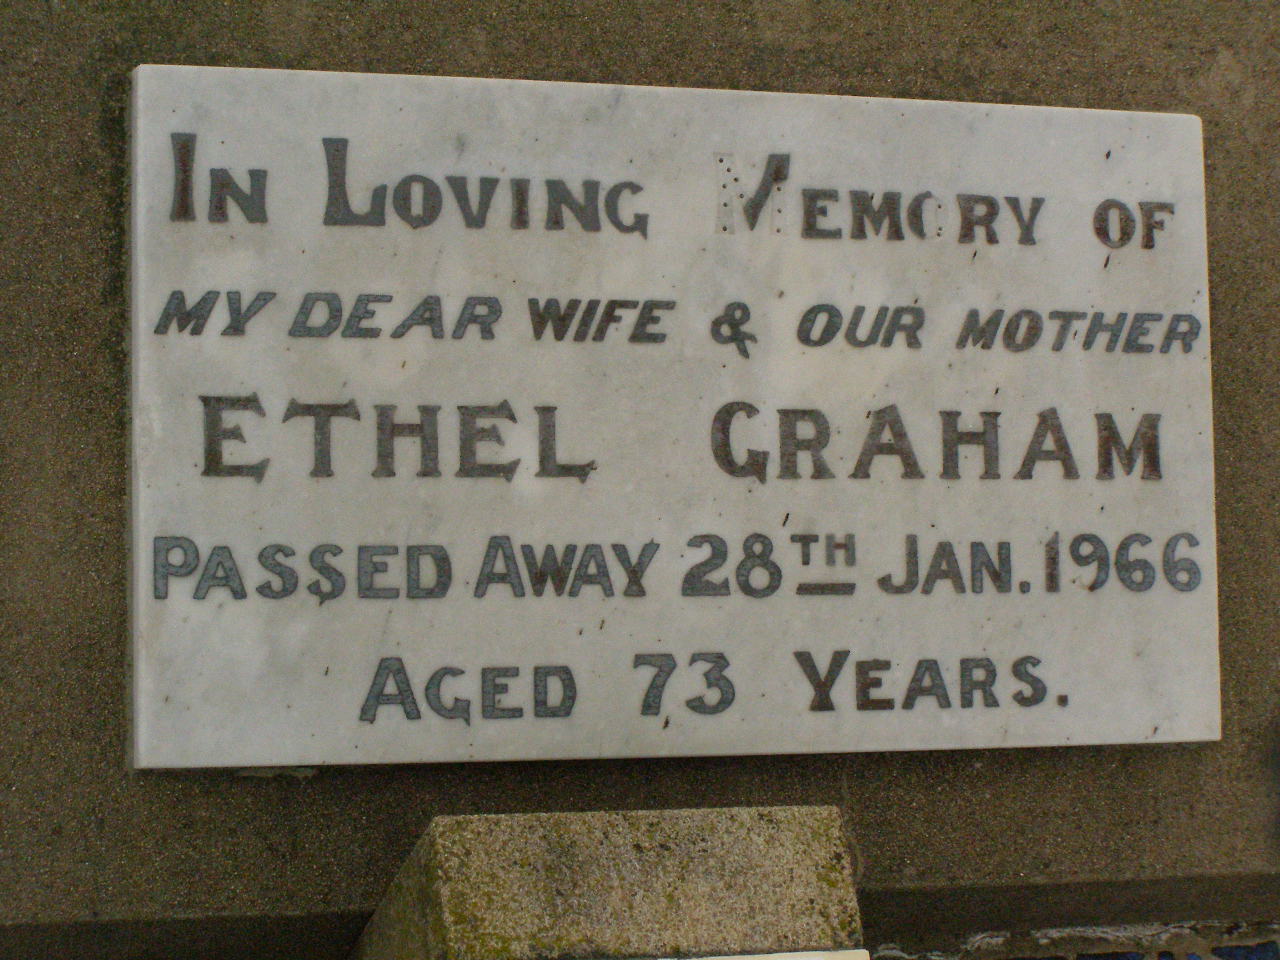 IN LOVING MEMORY OF
MY DEAR WIFE & OUR MOTHER
ETHEL GRAHAM
PASSED AWAY 28TH JAN. 1966
AGED 73 YEARS.